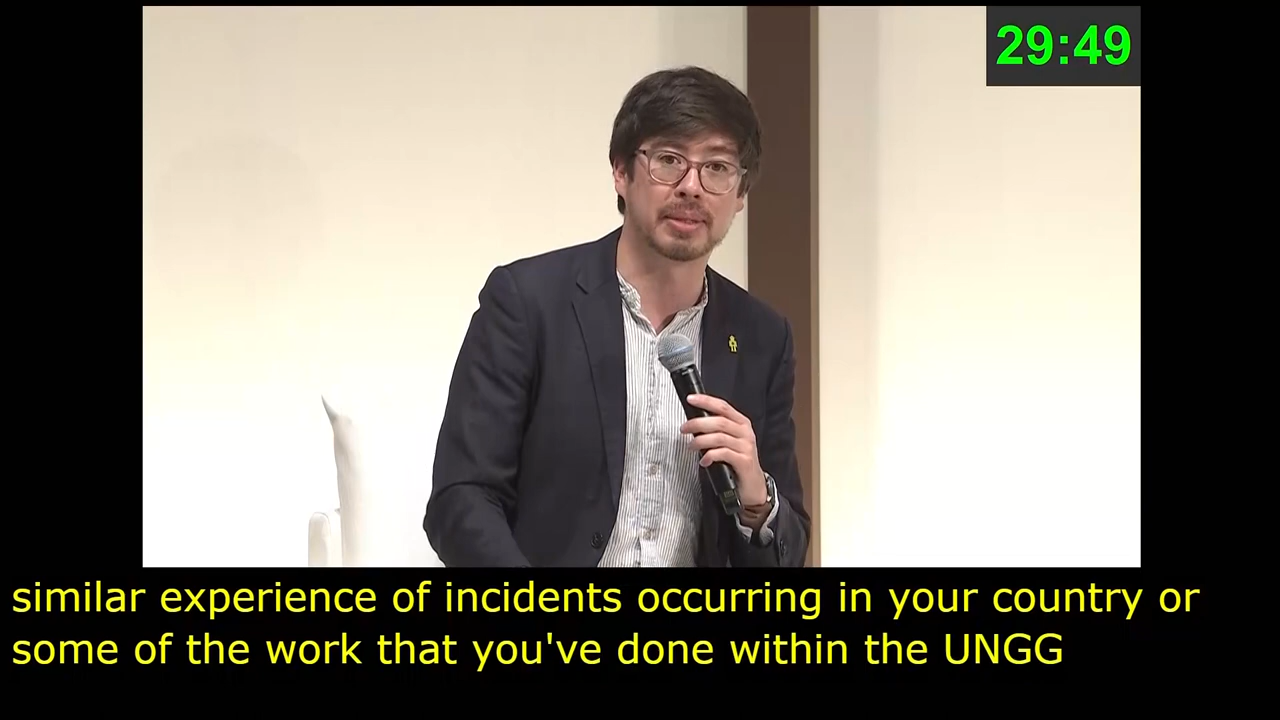 29:49
similar experience of incidents occurring in your country or
some of the work that you've done within the UNGG